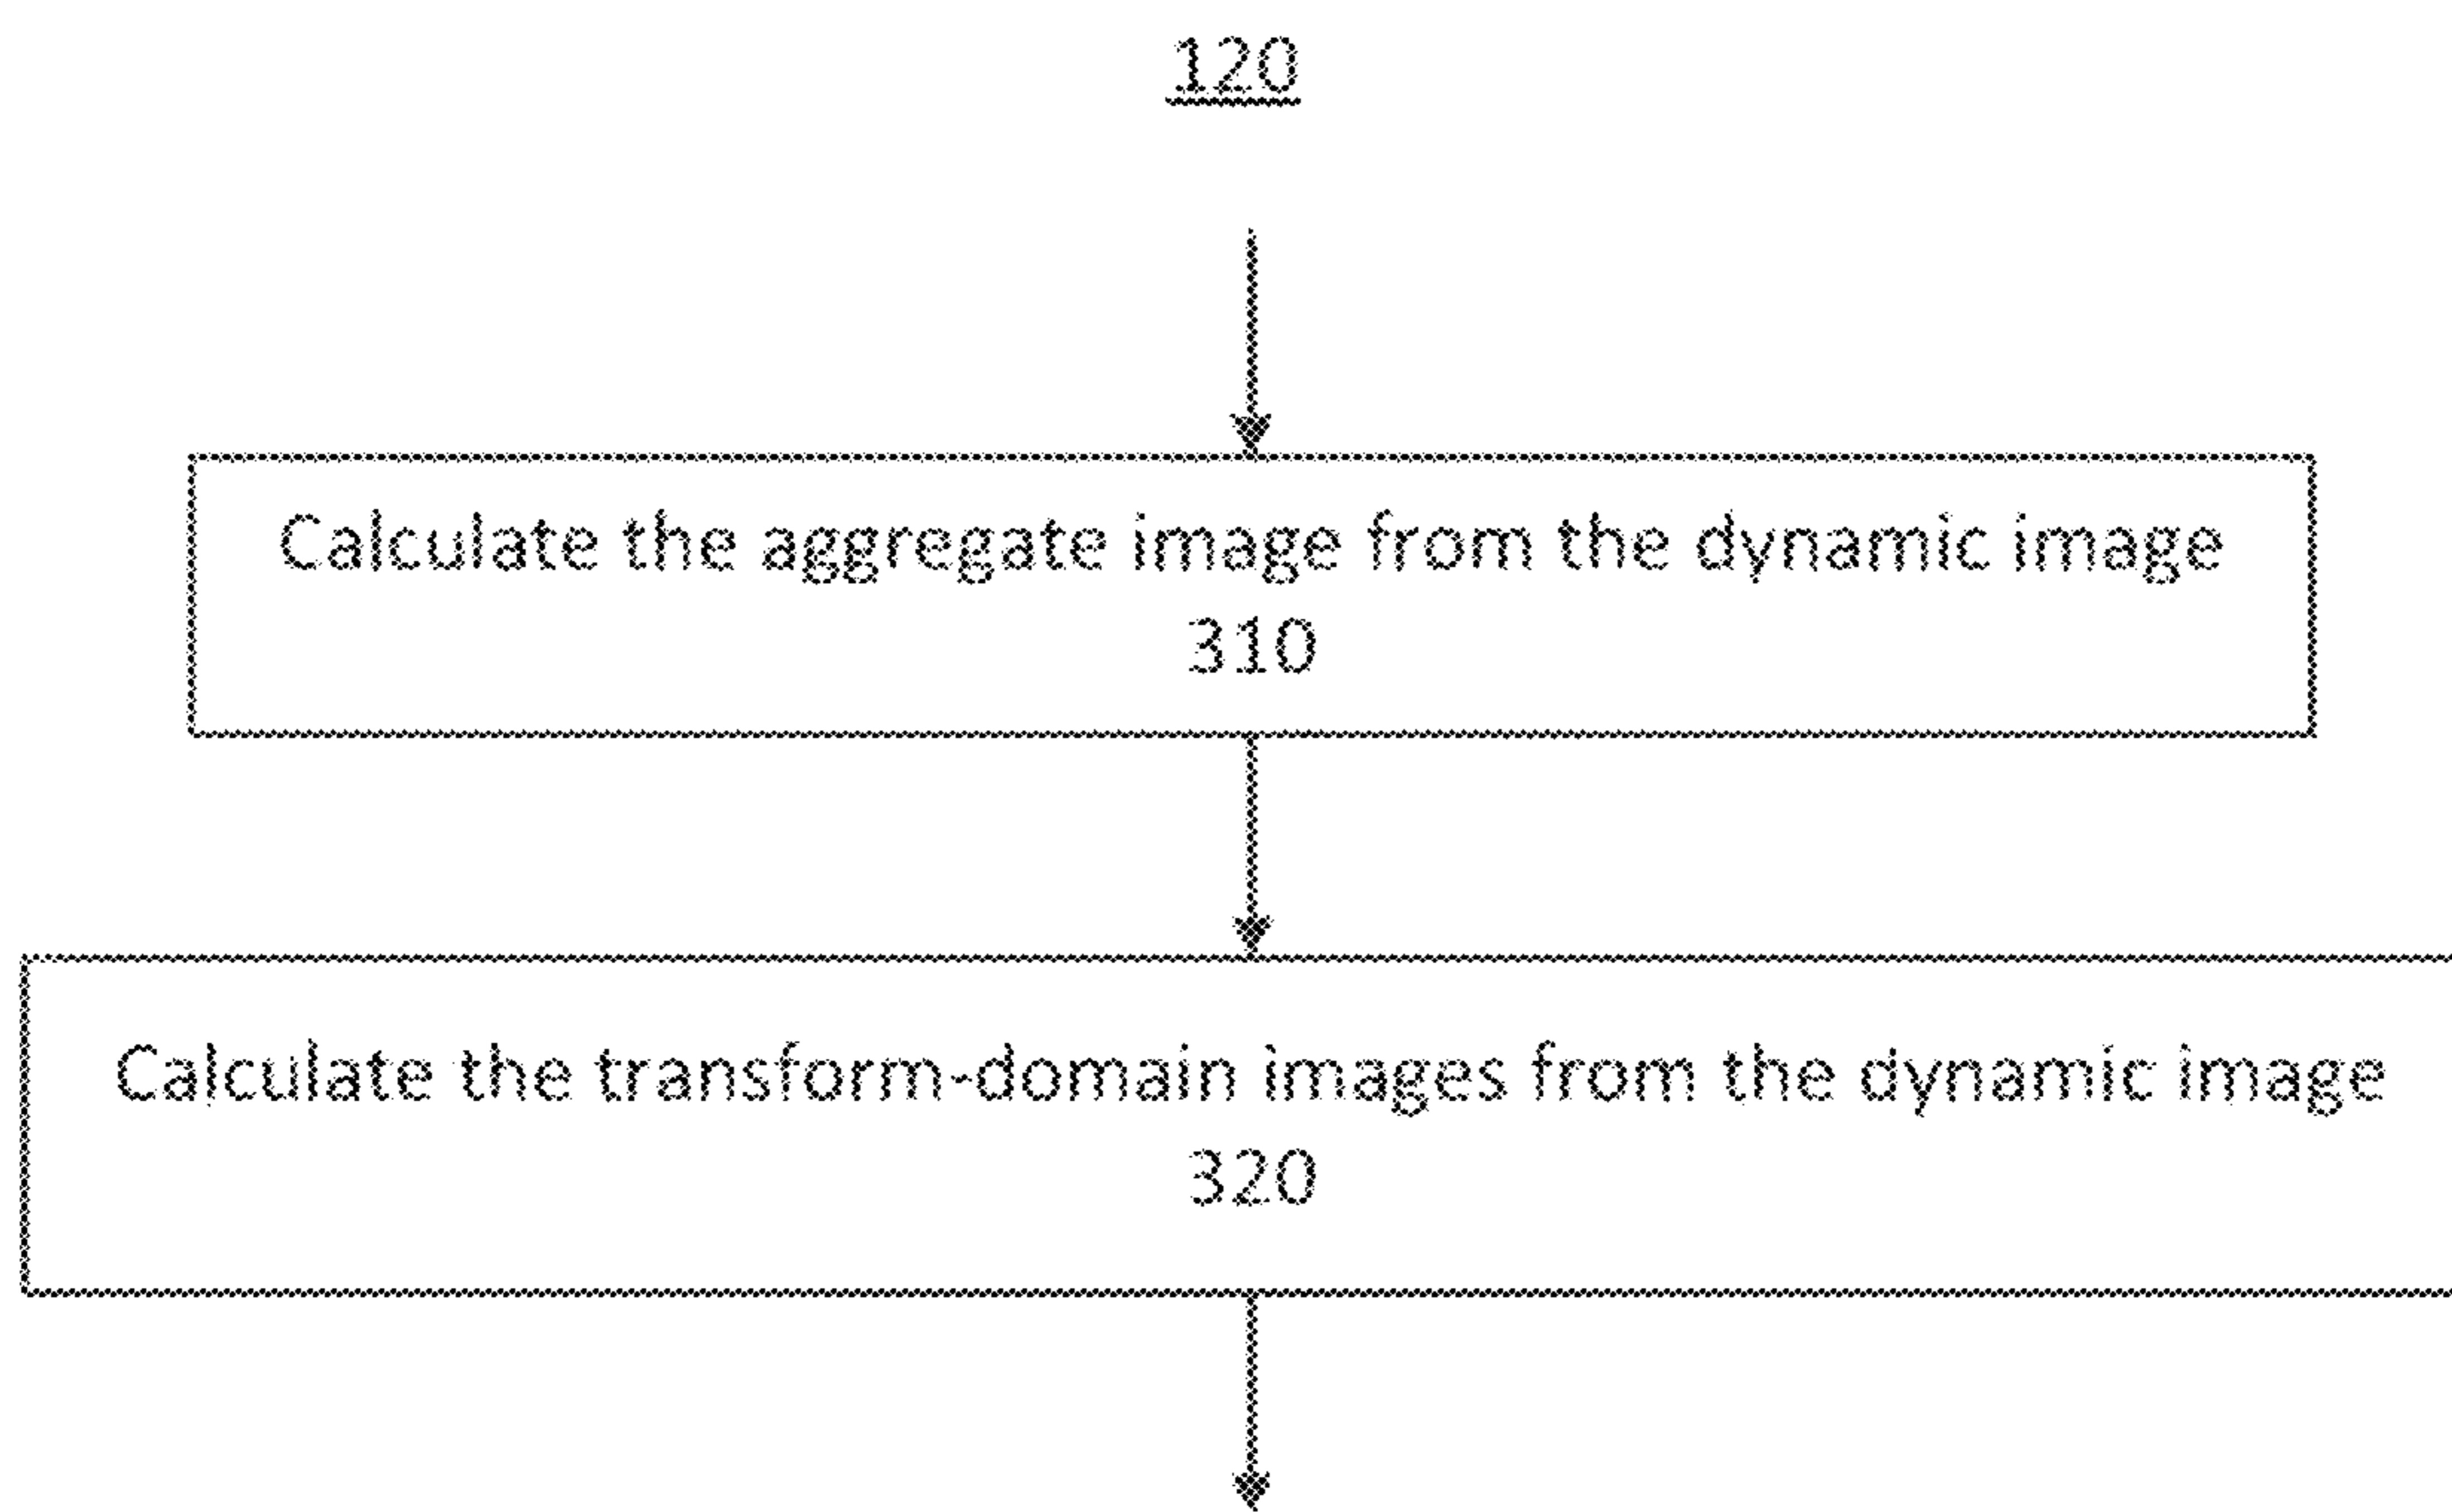 120
Calculate the aggregate image from the dynamic image
310
Calculate the transform-domain images from the dynamic image
320